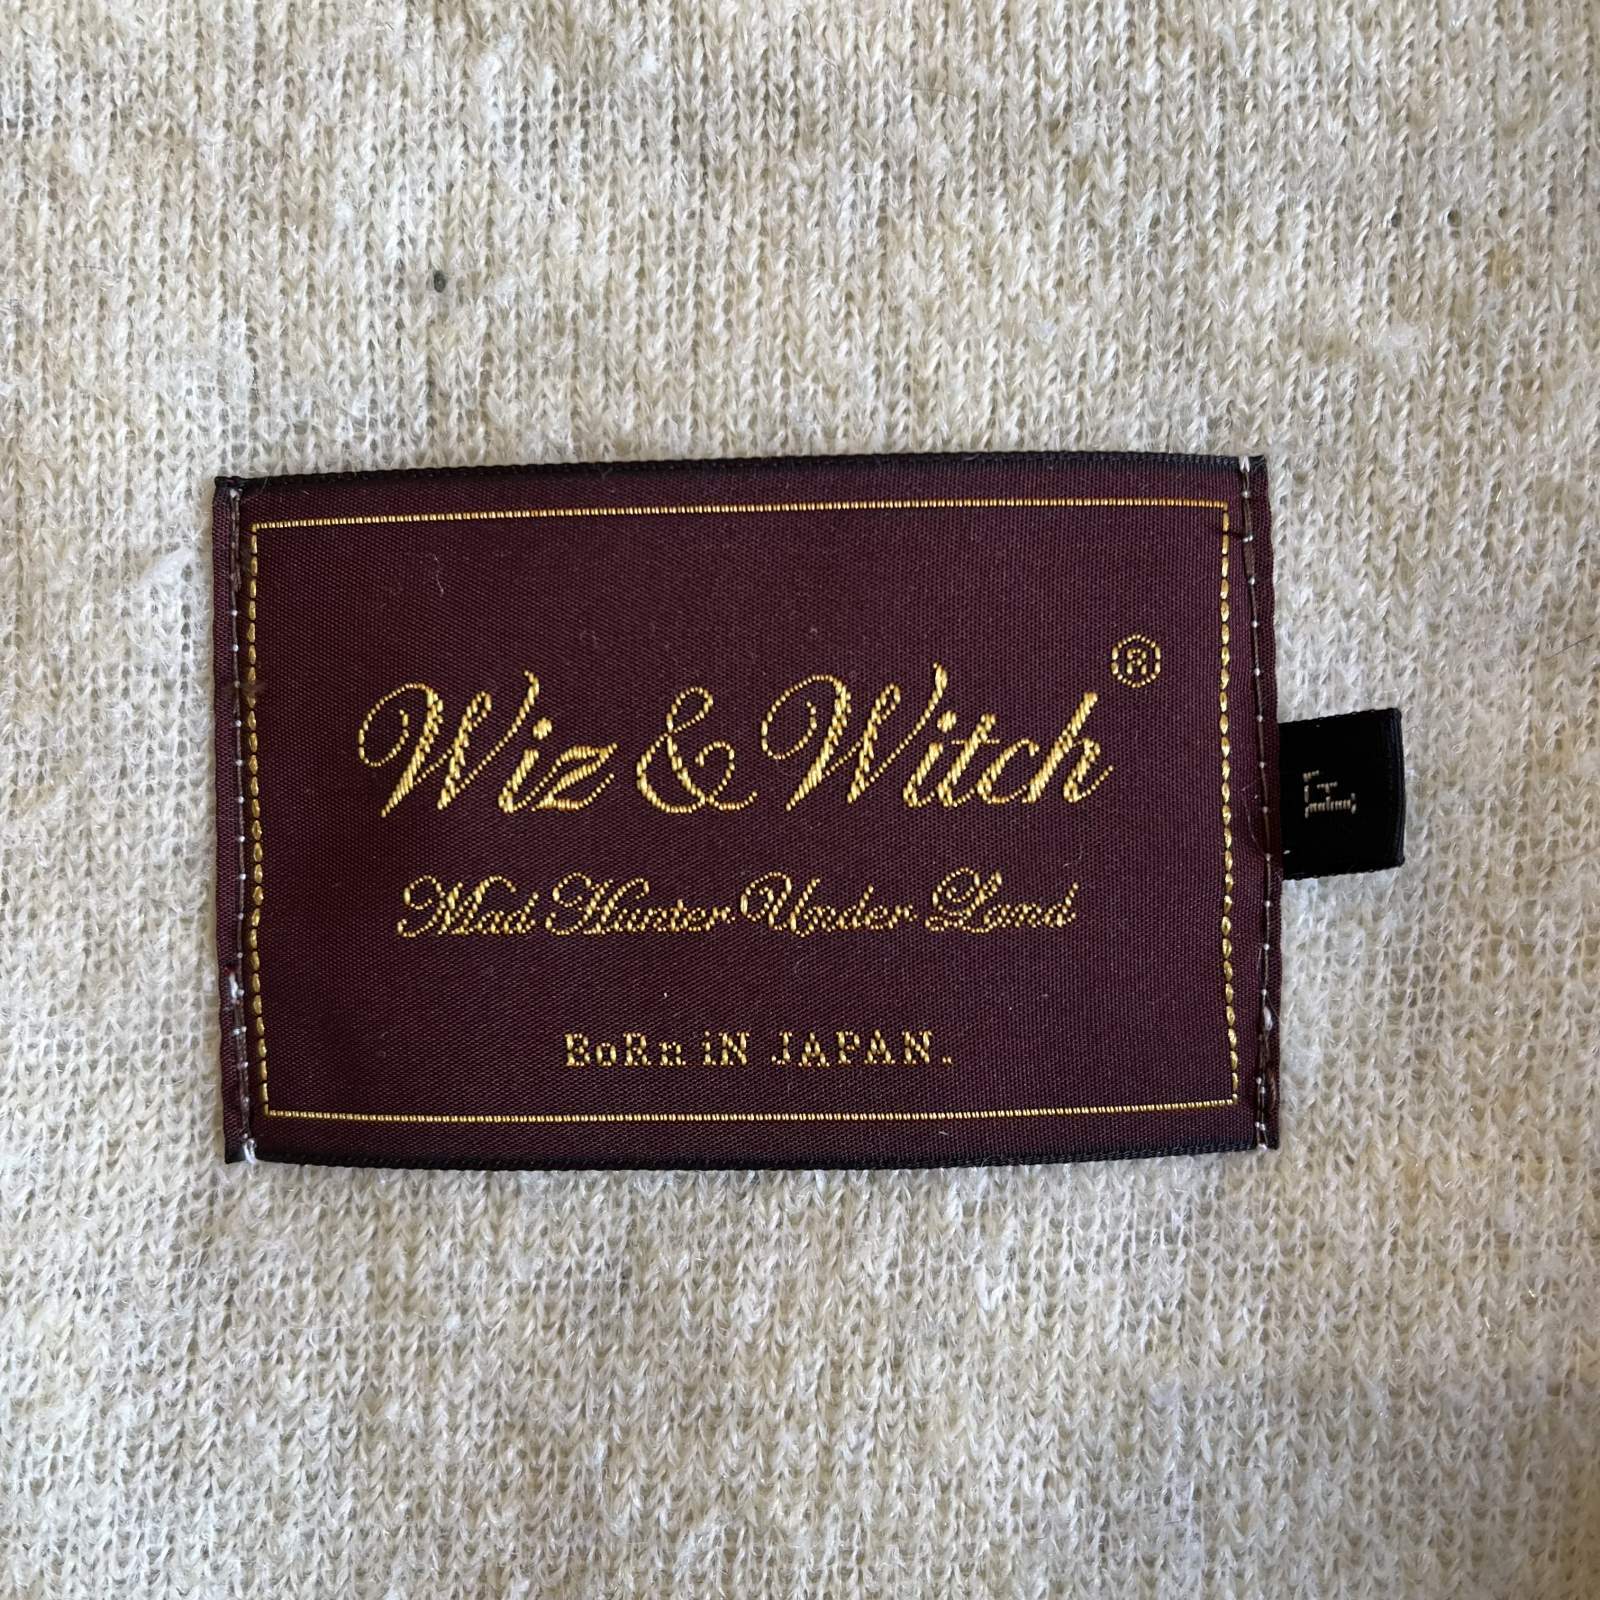 Wiz & Witch ®
Mad Hunter Under Land
BoRn iN JAPAN.
F